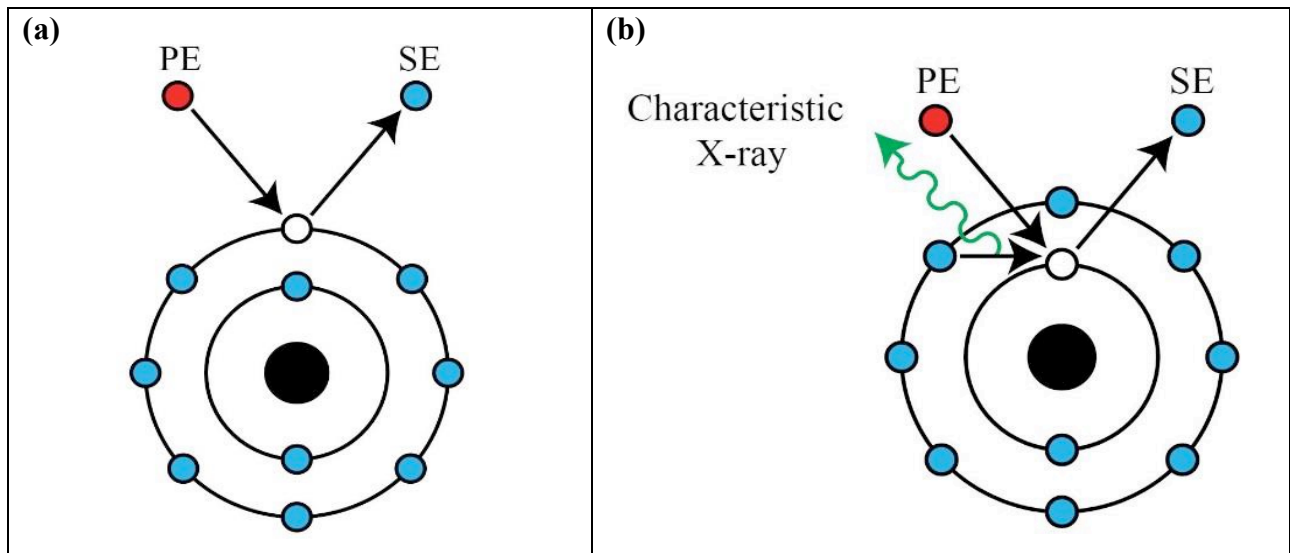 (a)
PE SE
(b)
PE SE
Characteristic
X-ray